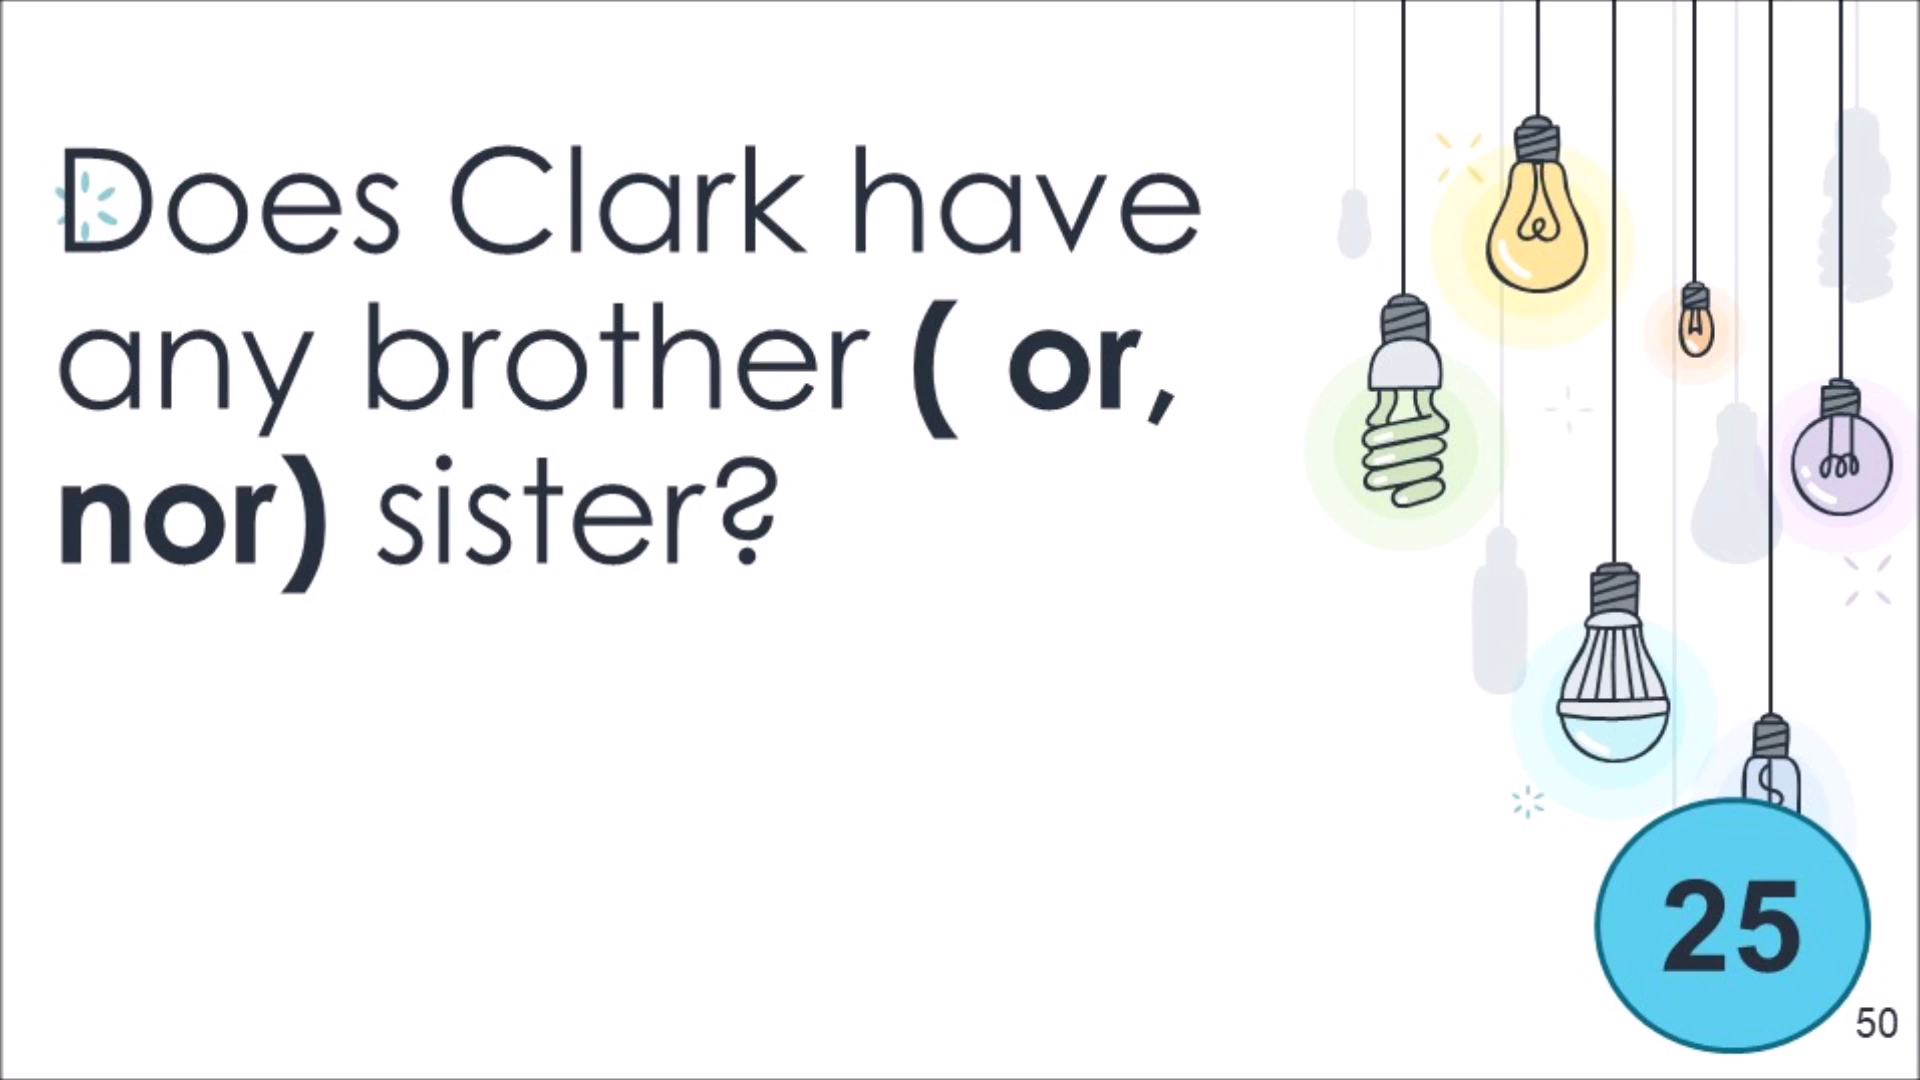 Does Clark have
any brother ( or,
nor) sister?
25
50